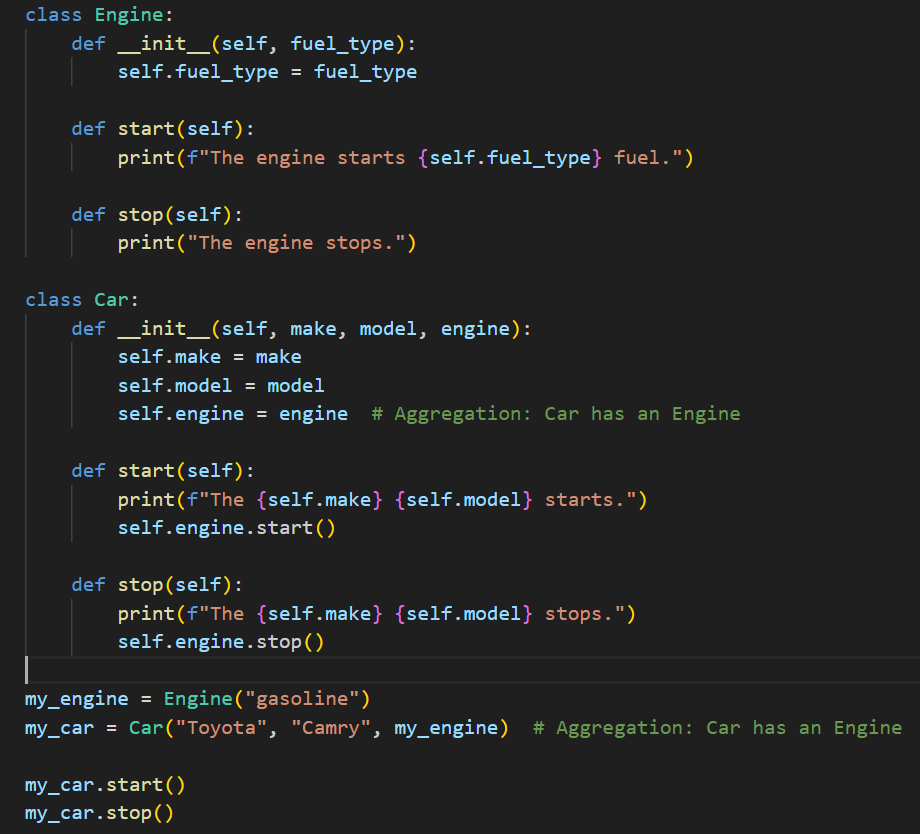 class Engine:
    def __init__(self, fuel_type):
        self.fuel_type = fuel_type

    def start(self):
        print(f"The engine starts {self.fuel_type} fuel.")

    def stop(self):
        print("The engine stops.")

class Car:
    def __init__(self, make, model, engine):
        self.make = make
        self.model = model
        self.engine = engine  # Aggregation: Car has an Engine

    def start(self):
        print(f"The {self.make} {self.model} starts.")
        self.engine.start()

    def stop(self):
        print(f"The {self.make} {self.model} stops.")
        self.engine.stop()

my_engine = Engine("gasoline")
my_car = Car("Toyota", "Camry", my_engine)  # Aggregation: Car has an Engine

my_car.start()
my_car.stop()